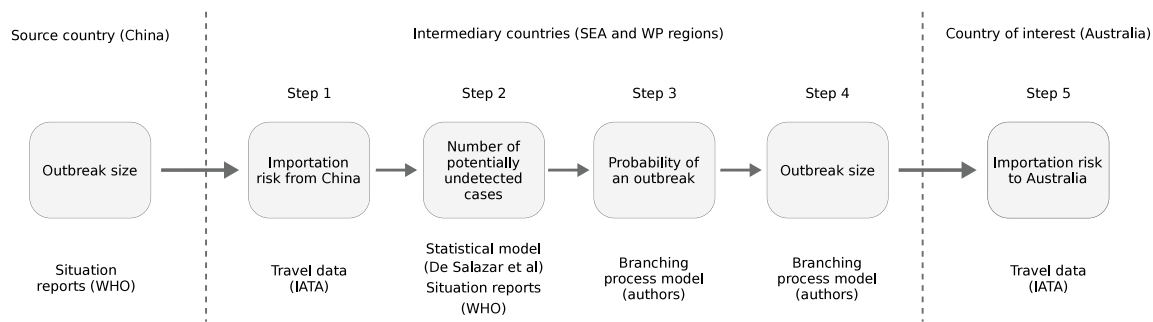 Source country (China)
Intermediary countries (SEA and WP regions)
Country of interest (Australia)
Step 1
Step 2
Step 3
Step 4
Step 5
Outbreak size
Importation
risk from China
Number of
potentially
undetected
cases
Probability of
an outbreak
Outbreak size
Importation risk
to Australia
Situation
reports (WHO)
Travel data
(IATA)
Statistical model
(De Salazar et al)
Situation reports
(WHO)
Branching
process model
(authors)
Branching
process model
(authors)
Travel data
(IATA)